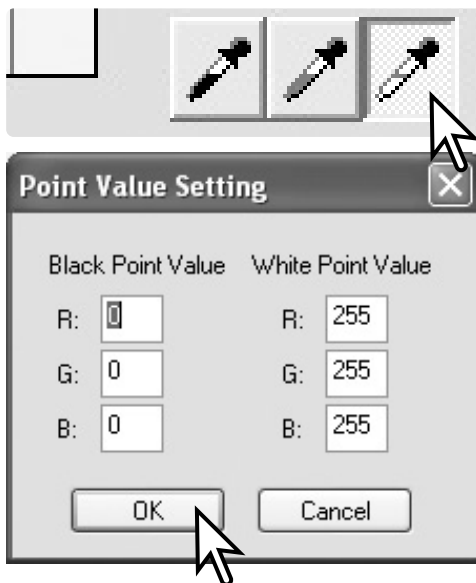 Point Value Setting
Black Point Value White Point Value
R: 0 R: 255
G: 0 G: 255
B: 0 B: 255
OK Cancel